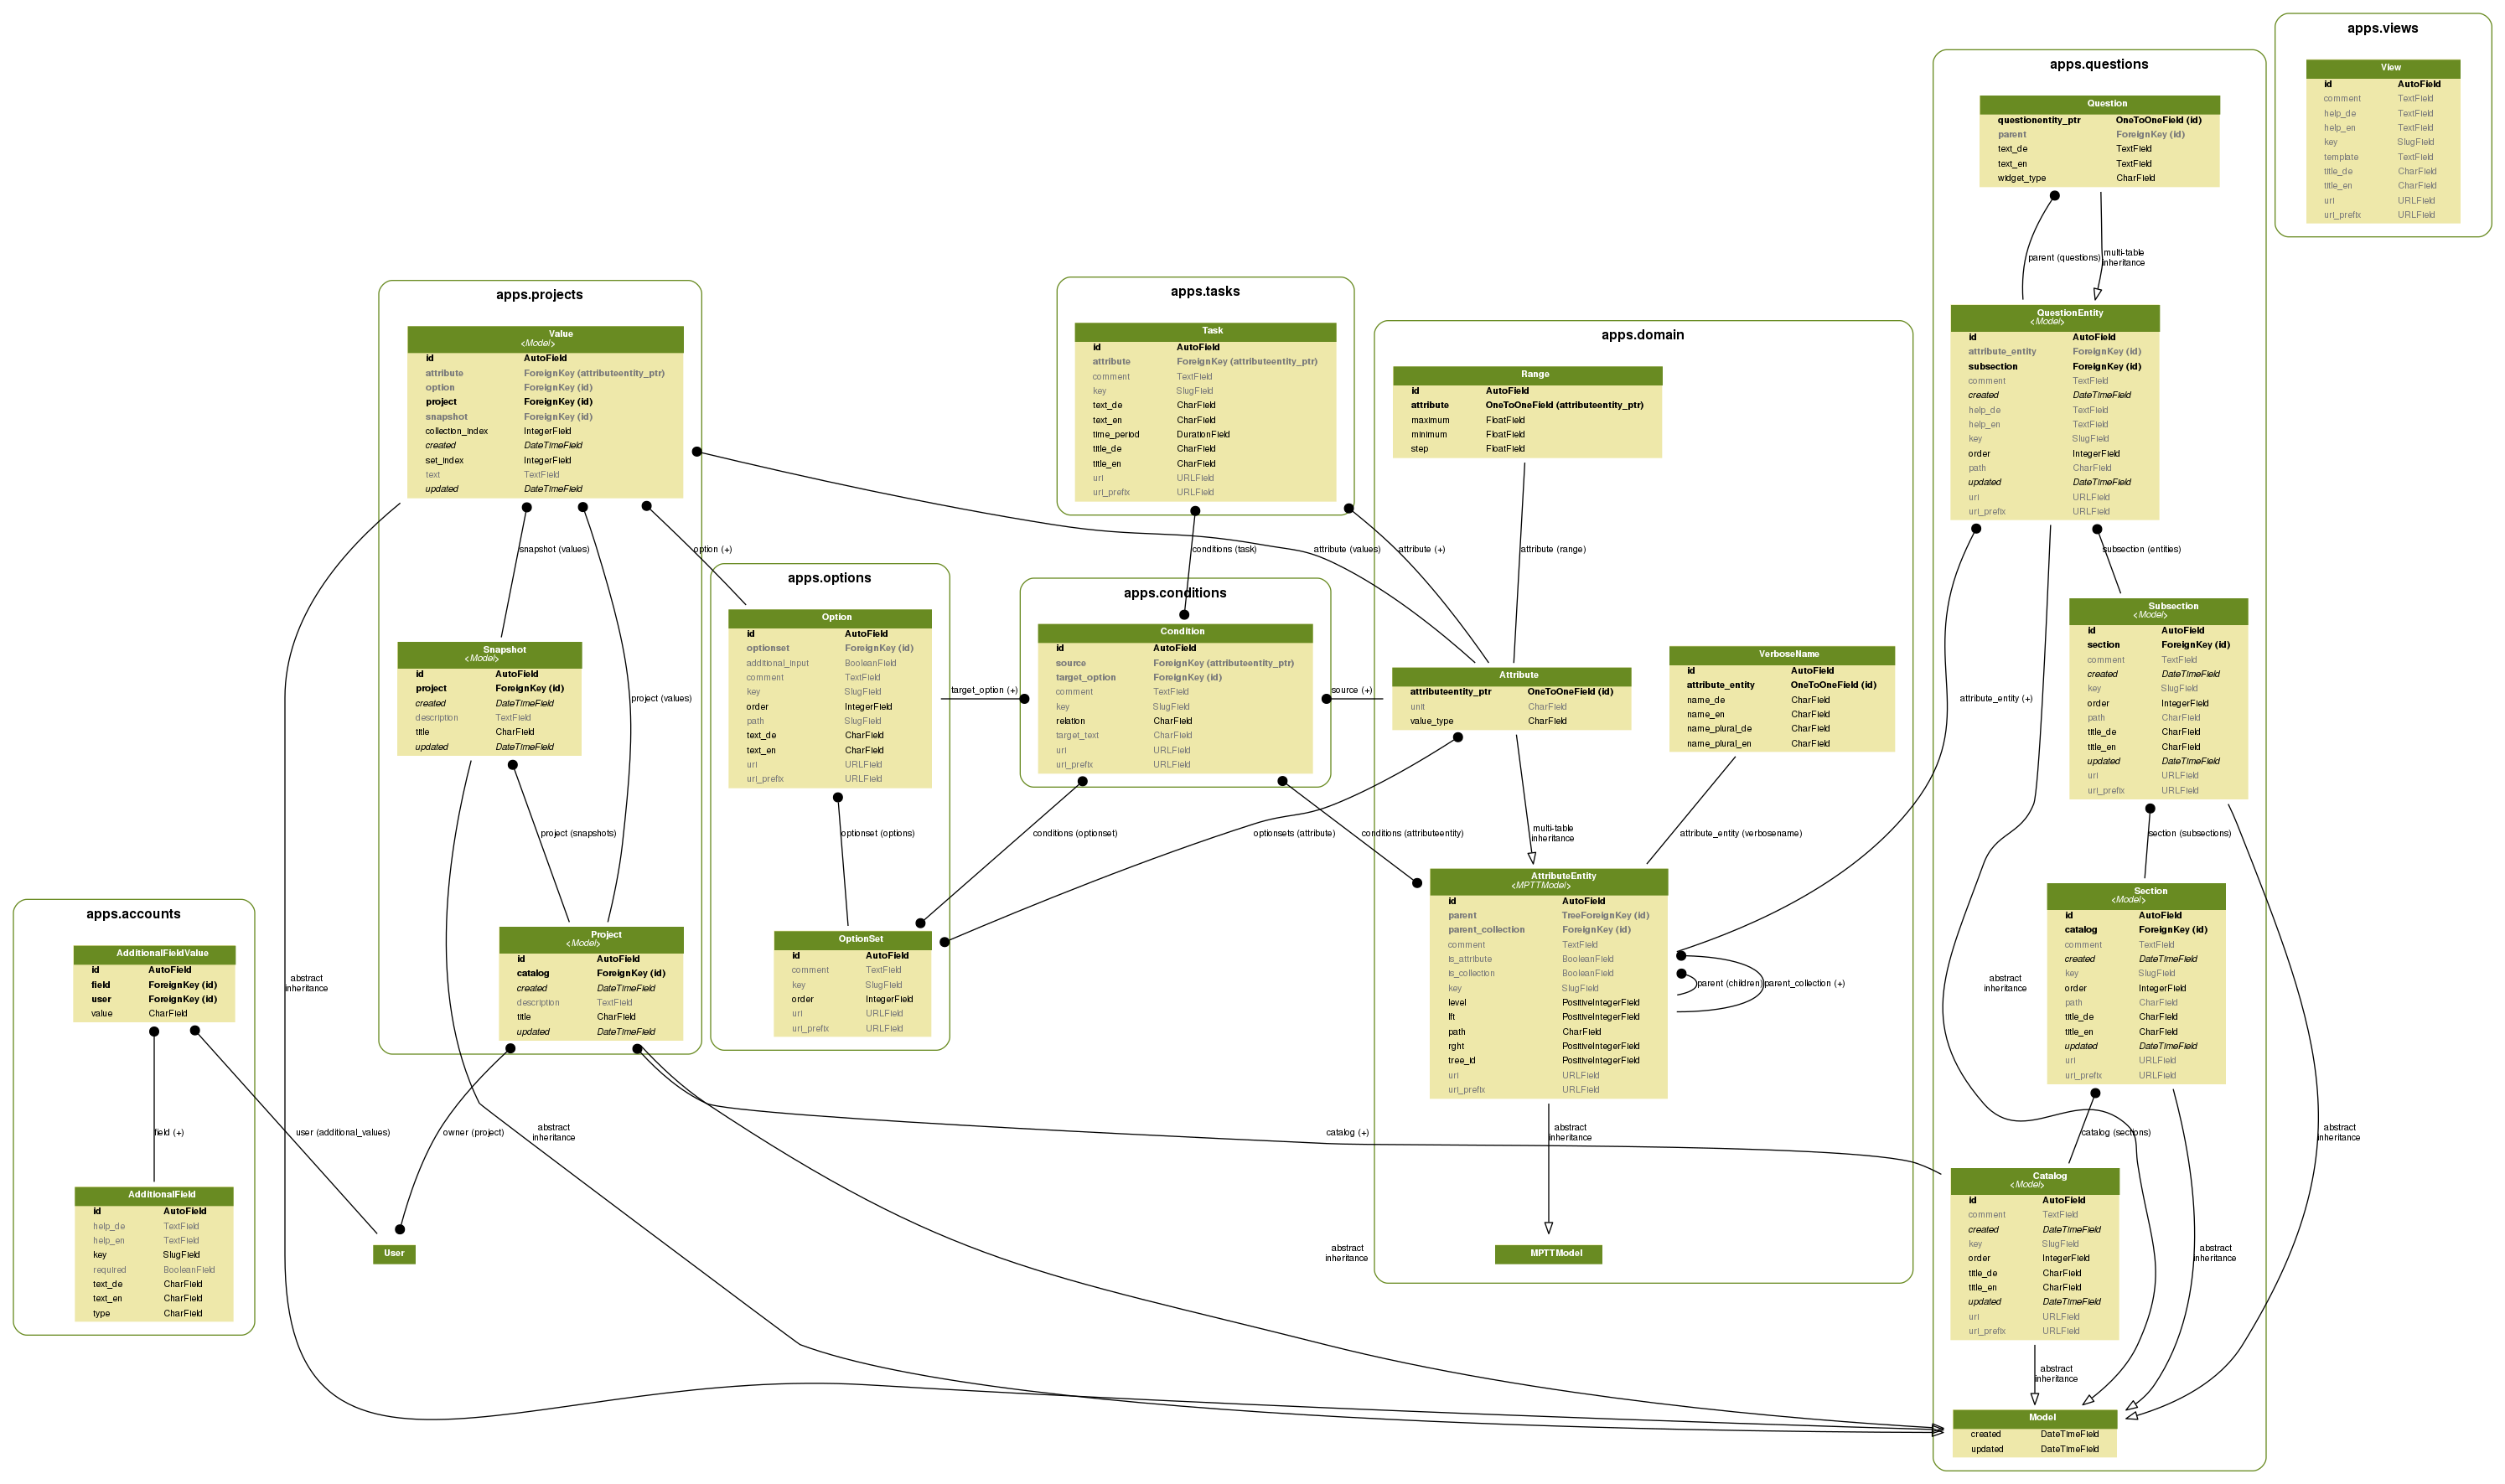 apps.views
View
id AutoField
comment TextField
help_de TextField
help_en TextField
key SlugField
template TextField
title_de CharField
title_en CharField
uri URLField
uri_prefix URLField
apps.questions
Question
questionentity_ptr OneToOneField (id)
parent ForeignKey (id)
text_de TextField
text_en TextField
widget_type CharField
parent (questions)
multi-table
inheritance
QuestionEntity
<Model>
id AutoField
attribute_entity ForeignKey (id)
subsection ForeignKey (id)
comment TextField
created DateTimeField
help_de TextField
help_en TextField
key SlugField
order IntegerField
path CharField
updated DateTimeField
uri URLField
uri_prefix URLField
subsection (entities)
Subsection
<Model>
id AutoField
section ForeignKey (id)
comment TextField
created DateTimeField
key SlugField
order IntegerField
path CharField
title_de CharField
title_en CharField
updated DateTimeField
uri URLField
uri_prefix URLField
attribute_entity (+)
section (subsections)
Section
<Model>
id AutoField
catalog ForeignKey (id)
comment TextField
created DateTimeField
key SlugField
order IntegerField
path CharField
title_de CharField
title_en CharField
updated DateTimeField
uri URLField
uri_prefix URLField
abstract
inheritance
catalog (sections)
abstract
inheritance
Catalog
<Model>
id AutoField
comment TextField
created DateTimeField
key SlugField
order IntegerField
title_de CharField
title_en CharField
updated DateTimeField
uri URLField
uri_prefix URLField
abstract
inheritance
abstract
inheritance
Model
created DateTimeField
updated DateTimeField
apps.projects
Value
<Model>
id AutoField
attribute ForeignKey (attributeentity_ptr)
option ForeignKey (id)
project ForeignKey (id)
snapshot ForeignKey (id)
collection_index IntegerField
created DateTimeField
set_index IntegerField
text TextField
updated DateTimeField
snapshot (values)
option (+)
Snapshot
<Model>
id AutoField
project ForeignKey (id)
created DateTimeField
description TextField
title CharField
updated DateTimeField
project (values)
project (snapshots)
Project
<Model>
id AutoField
catalog ForeignKey (id)
created DateTimeField
description TextField
title CharField
updated DateTimeField
abstract
inheritance
owner (project)
abstract
inheritance
catalog (+)
abstract
inheritance
User
apps.tasks
Task
id AutoField
attribute ForeignKey (attributeentity_ptr)
comment TextField
key SlugField
text_de CharField
text_en CharField
time_period DurationField
title_de CharField
title_en CharField
uri URLField
uri_prefix URLField
conditions (task)
attribute (values)
attribute (+)
apps.options
Option
id AutoField
optionset ForeignKey (id)
additional_input BooleanField
comment TextField
key SlugField
order IntegerField
path SlugField
text_de CharField
text_en CharField
uri URLField
uri_prefix URLField
target_option (+)
optionset (options)
OptionSet
id AutoField
comment TextField
key SlugField
order IntegerField
uri URLField
uri_prefix URLField
apps.conditions
Condition
id AutoField
source ForeignKey (attributeentity_ptr)
target_option ForeignKey (id)
comment TextField
key SlugField
relation CharField
target_text CharField
uri URLField
uri_prefix URLField
source (+)
conditions (optionset)
optionsets (attribute)
conditions (attributeentity)
apps.domain
Range
id AutoField
attribute OneToOneField (attributeentity_ptr)
maximum FloatField
minimum FloatField
step FloatField
attribute (range)
Attribute
attributeentity_ptr OneToOneField (id)
unit CharField
value_type CharField
VerboseName
id AutoField
attribute_entity OneToOneField (id)
name_de CharField
name_en CharField
name_plural_de CharField
name_plural_en CharField
multi-table
inheritance
attribute_entity (verbosename)
AttributeEntity
<MPTTModel>
id AutoField
parent TreeForeignKey (id)
parent_collection ForeignKey (id)
comment TextField
is_attribute BooleanField
is_collection BooleanField
key SlugField
level PositiveIntegerField
lft PositiveIntegerField
path CharField
rght PositiveIntegerField
tree_id PositiveIntegerField
uri URLField
uri_prefix URLField
parent (children)
parent_collection (+)
abstract
inheritance
MPTTModel
apps.accounts
AdditionalFieldValue
id AutoField
field ForeignKey (id)
user ForeignKey (id)
value CharField
field (+)
user (additional_values)
AdditionalField
id AutoField
help_de TextField
help_en TextField
key SlugField
required BooleanField
text_de CharField
text_en CharField
type CharField